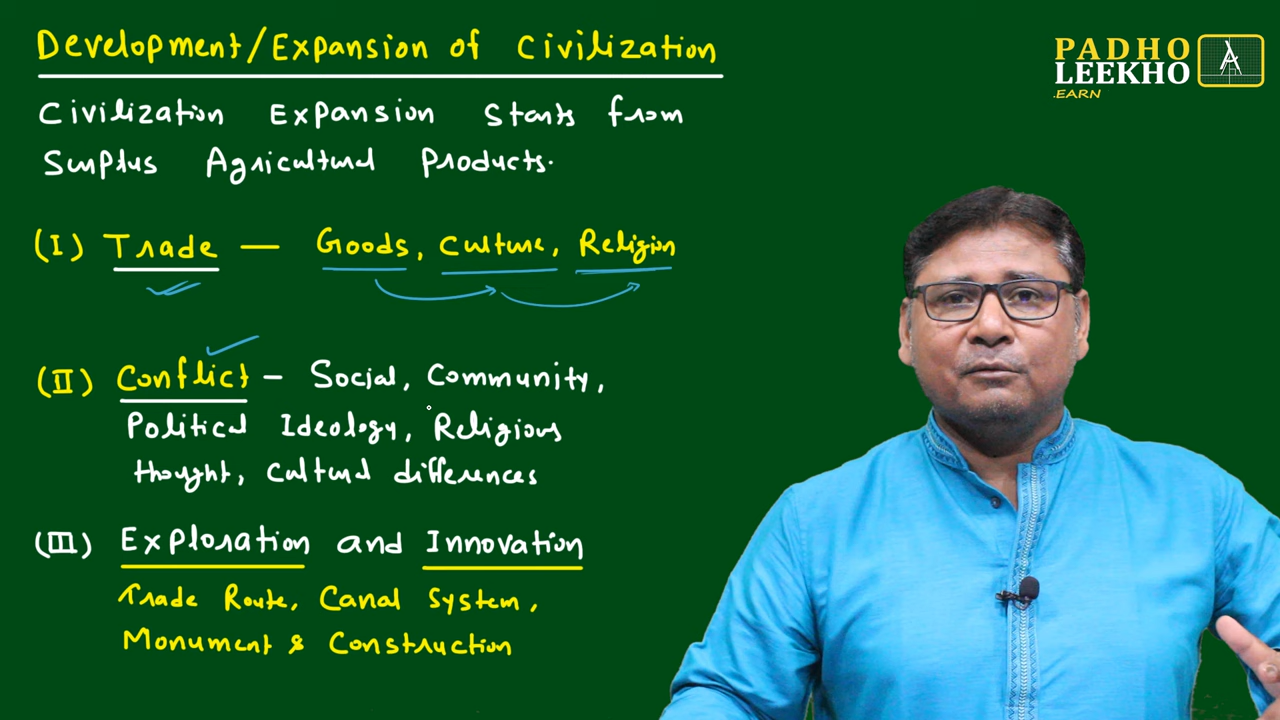 Development/Expansion of Civilization
Civilization Expansion Starts from
Surplus Agricultural Products.
(I) Trade — Goods, Culture, Religion
(II) Conflict - Social, Community,
Political Ideology, Religious
thought, Cultural differences
(III) Exploration and Innovation
Trade Route, Canal System,
Monument & Construction
PADHO
LEEKHO
.EARN